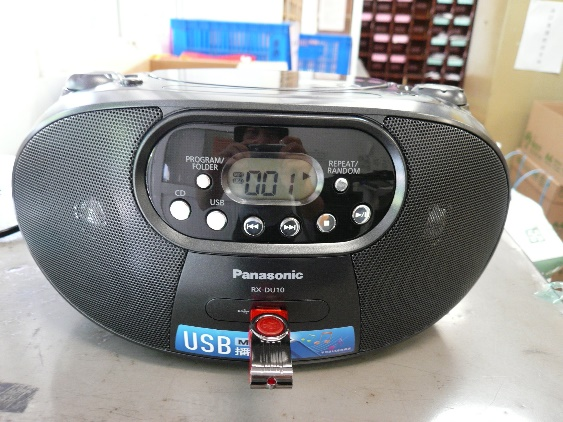 PROGRAM/
FOLDER
REPEAT/
RANDOM
001
CD
USB
Panasonic
RX-DU10
USB